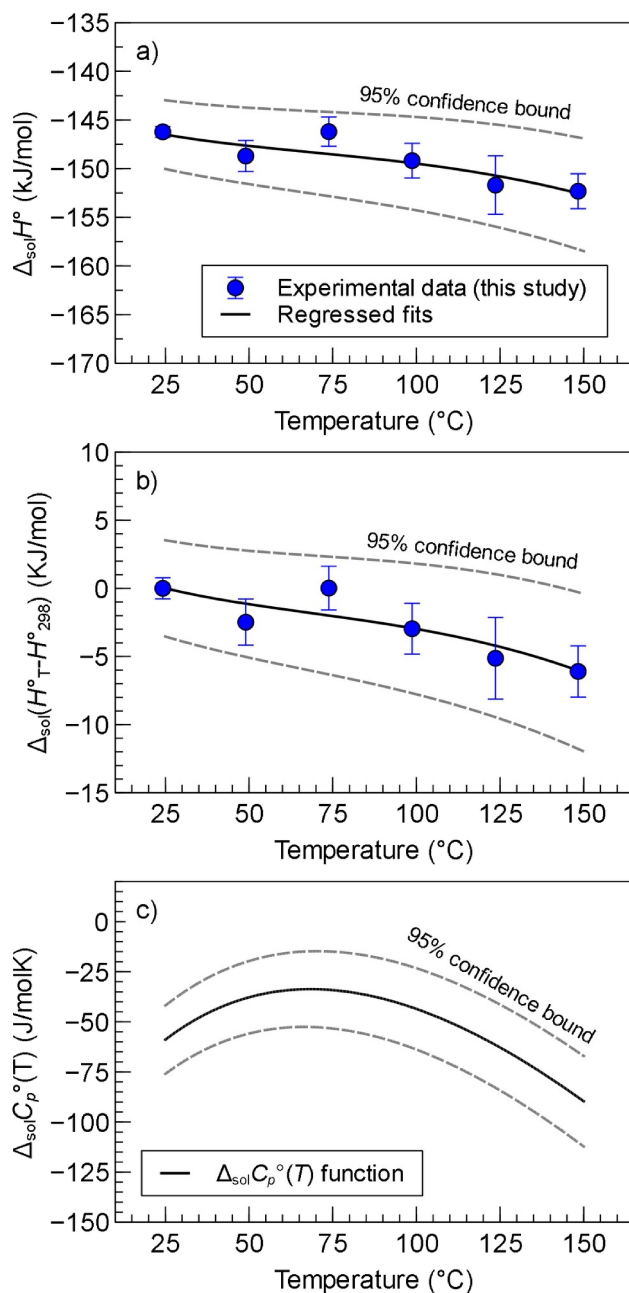 a)
95% confidence bound
Experimental data (this study)
Regressed fits
ΔsolH° (kJ/mol)
−135
−140
−145
−150
−155
−160
−165
−170
25 50 75 100 125 150
Temperature (°C)
b)
95% confidence bound
Δsol(H°T–H°298) (KJ/mol)
10
5
0
−5
−10
−15
25 50 75 100 125 150
Temperature (°C)
c)
95% confidence bound
ΔsolCp°(T) function
ΔsolCp°(T) (J/molK)
0
−25
−50
−75
−100
−125
−150
25 50 75 100 125 150
Temperature (°C)